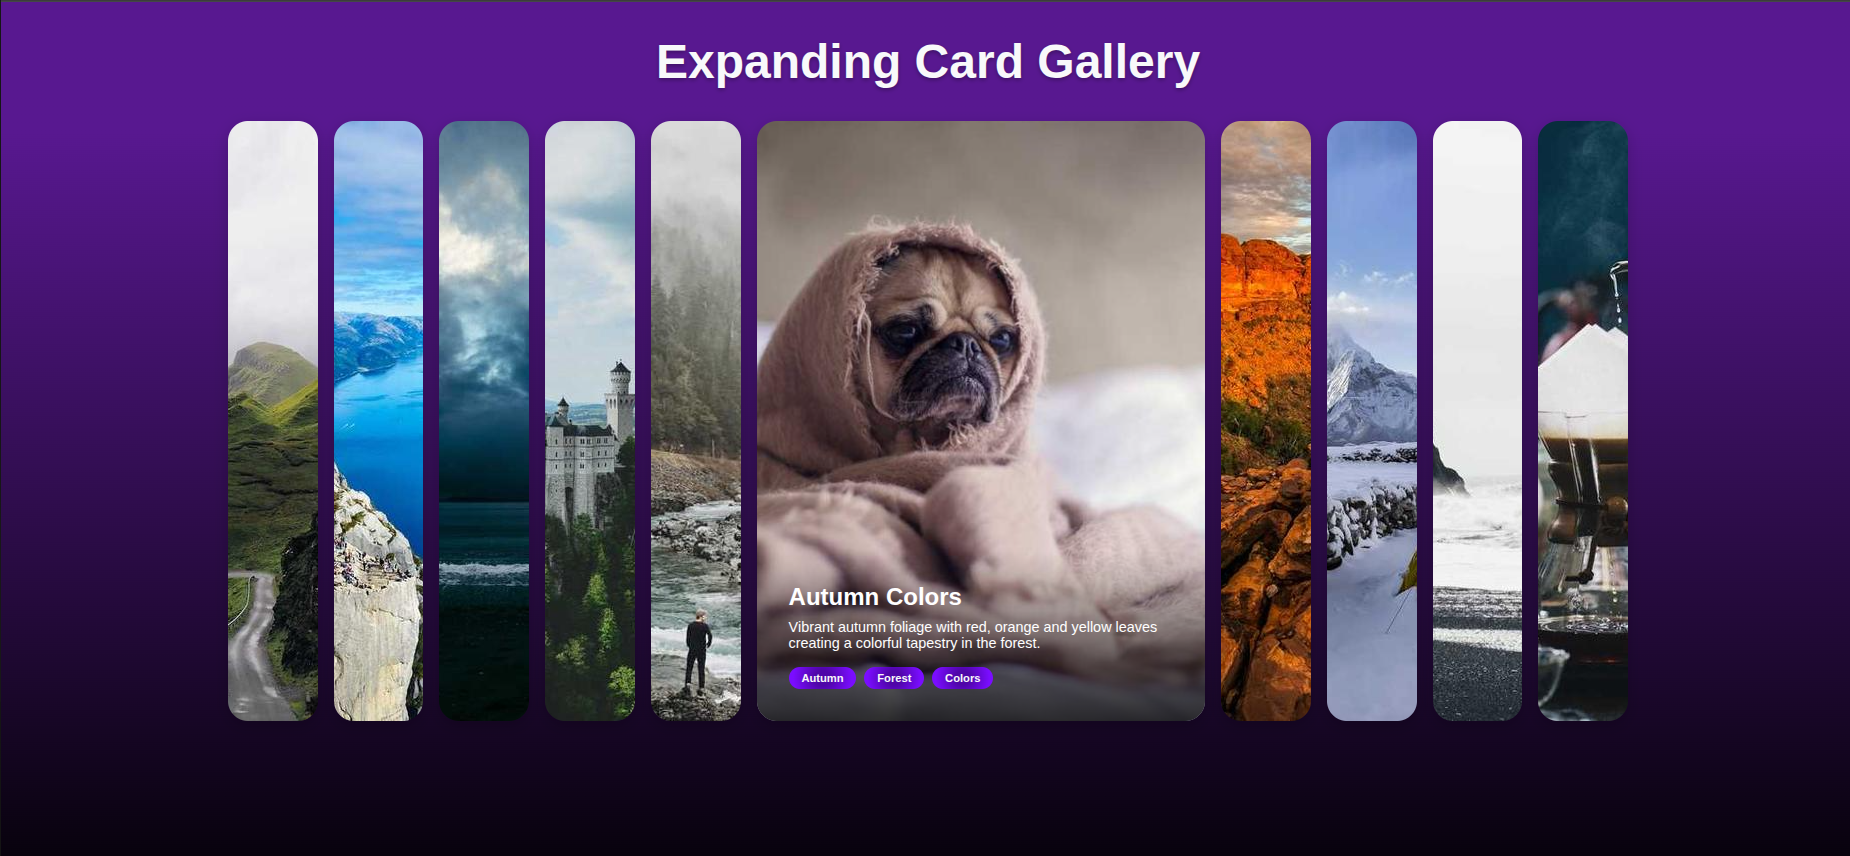 Expanding Card Gallery
Autumn Colors
Vibrant autumn foliage with red, orange and yellow leaves
creating a colorful tapestry in the forest.
Autumn Forest Colors